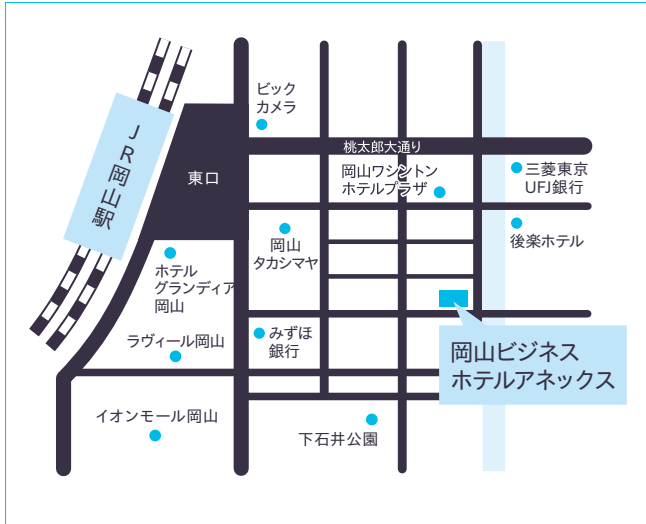 ビック
カメラ
JR岡山駅
東口
桃太郎大通り
岡山ワシントン
ホテルプラザ
三菱東京
UFJ銀行
岡山
タカシマヤ
後楽ホテル
ホテル
グランディア
岡山
ラヴィール岡山
みずほ
銀行
岡山ビジネス
ホテルアネックス
イオンモール岡山
下石井公園